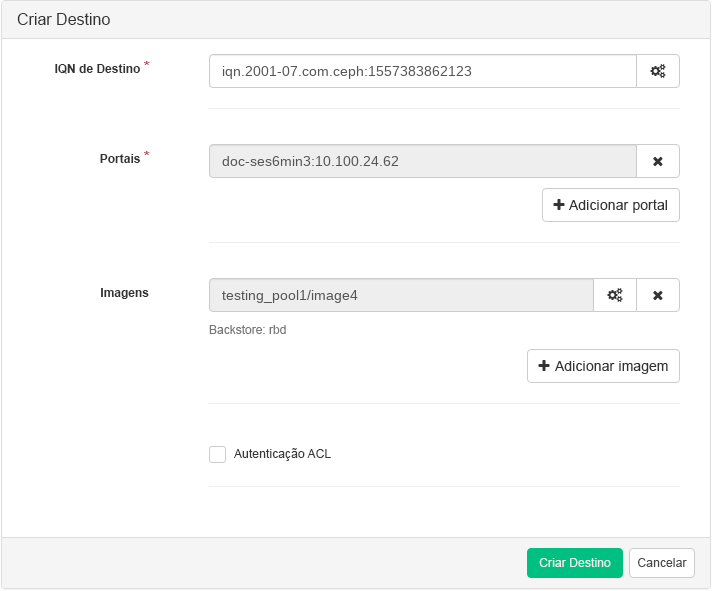 Criar Destino
IQN de Destino *
iqn.2001-07.com.ceph:1557383862123
Portais *
doc-ses6min3:10.100.24.62
Adicionar portal
Imagens
testing_pool1/image4
Backstore: rbd
Adicionar imagem
Autenticação ACL
Criar Destino
Cancelar